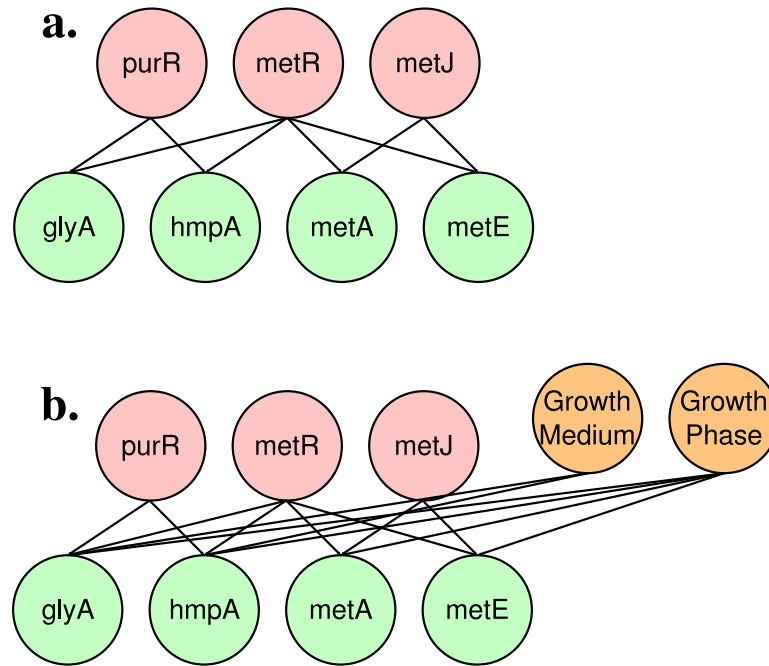 a.
purR
metR
metJ
glyA
hmpA
metA
metE
b.
purR
metR
metJ
Growth
Medium
Growth
Phase
glyA
hmpA
metA
metE